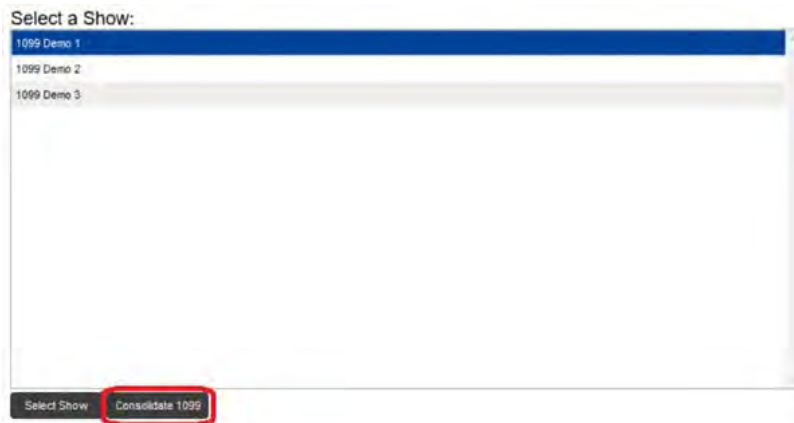 Select a Show:
1099 Demo 1
1099 Demo 2
1099 Demo 3
Select Show Consolidate 1099